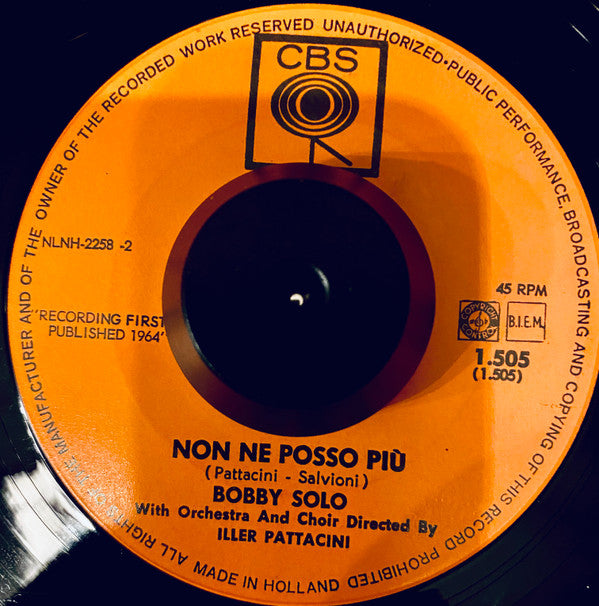 ALL RIGHTS OF THE MANUFACTURER AND OF THE OWNER OF THE RECORDED WORK RESERVED UNAUTHORIZED•PUBLIC PERFORMANCE, BROADCASTING AND COPYING OF THIS RECORD PROHIBITED
CBS
NLNH-2258 -2
"RECORDING FIRST
PUBLISHED 1964"
45 RPM
COPYRIGHT
CONTROL
B.I.E.M.
1.505
(1.505)
NON NE POSSO PIÙ
(Pattacini - Salvioni)
BOBBY SOLO
With Orchestra And Choir Directed By
ILLER PATTACINI
MADE IN HOLLAND